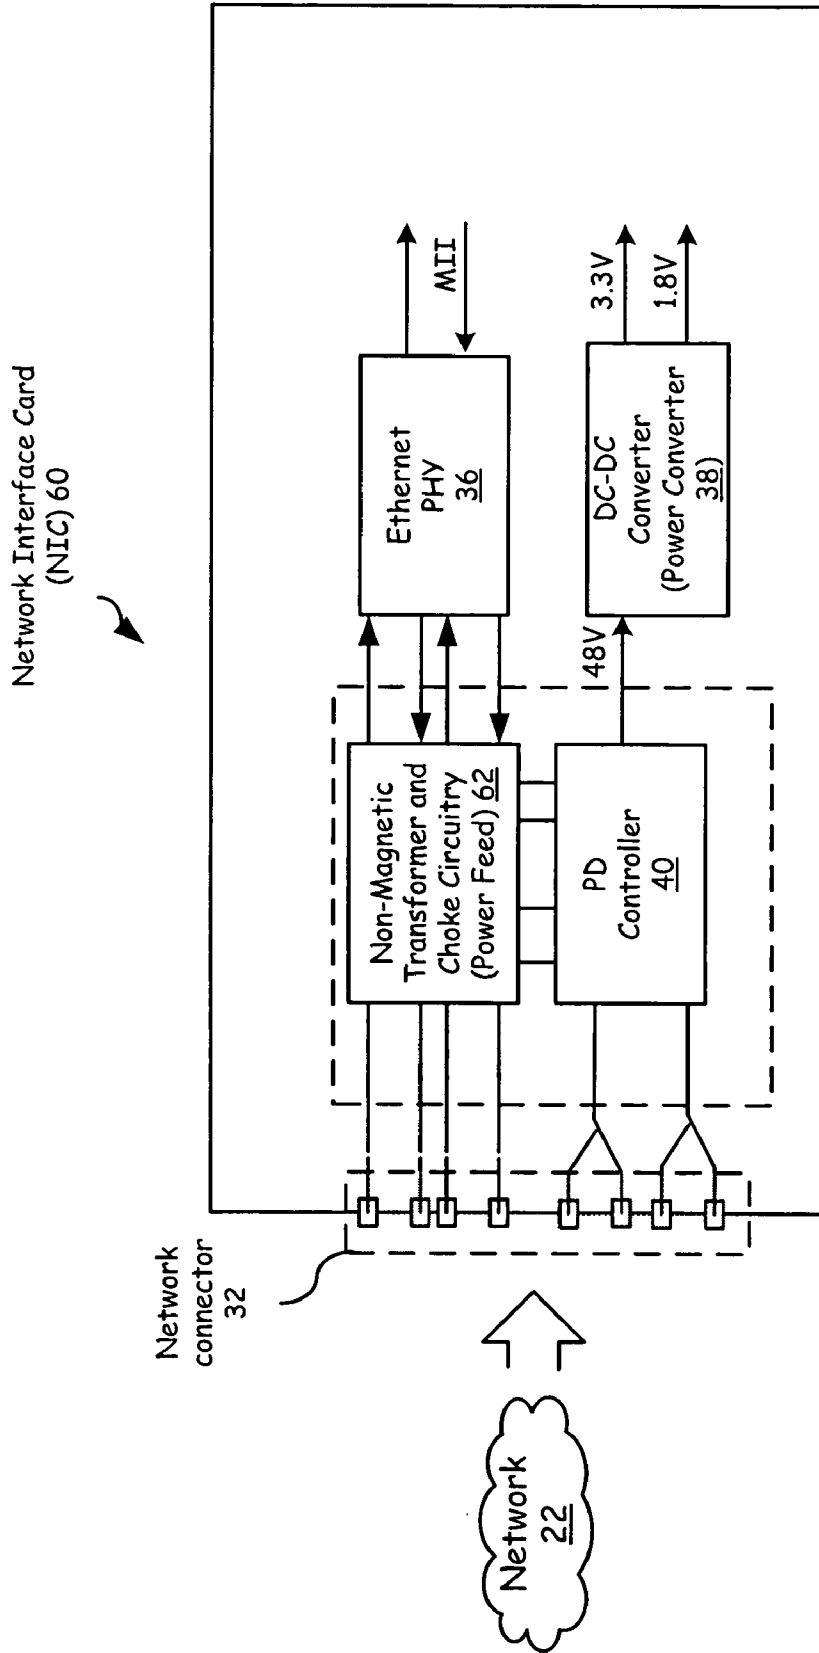 Network Interface Card
(NIC) 60
Network
connector
32
Network
22
Non-Magnetic
Transformer and
Choke Circuitry
(Power Feed) 62
PD
Controller
40
Ethernet
PHY
36
MII
48V
DC-DC
Converter
(Power Converter
38)
3.3V
1.8V